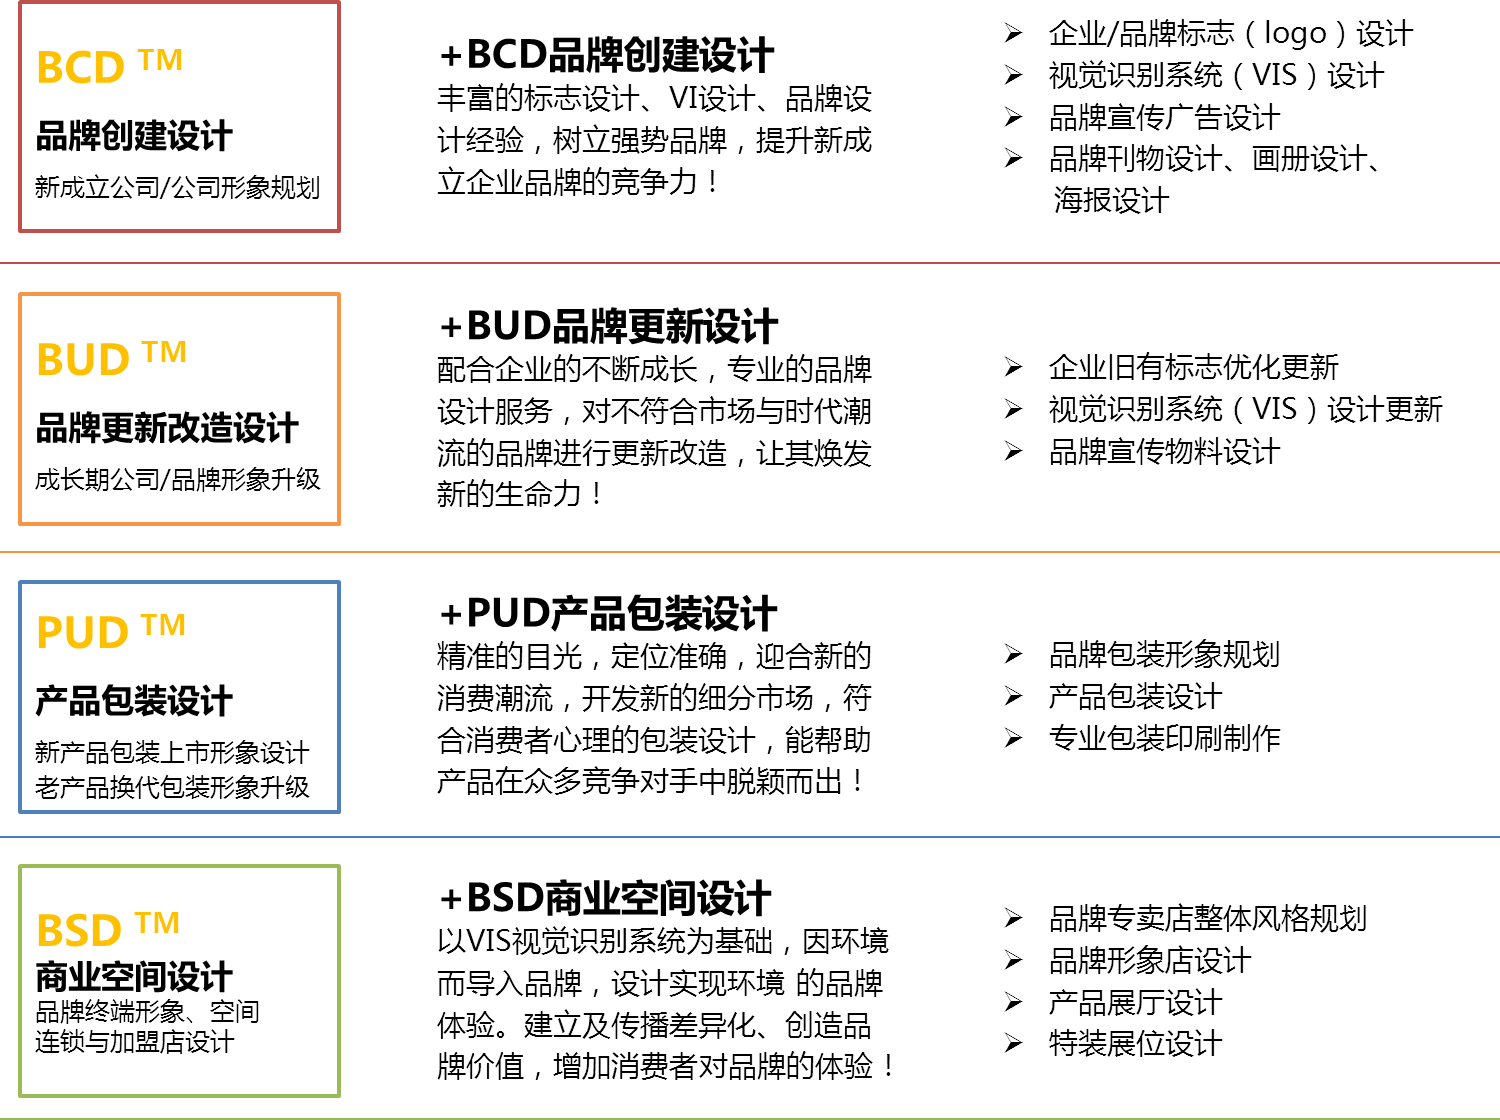 BCD TM
品牌创建设计
新成立公司/公司形象规划
+BCD品牌创建设计
丰富的标志设计、VI设计、品牌设
计经验，树立强势品牌，提升新成
立企业品牌的竞争力！
➢ 企业/品牌标志（logo）设计
➢ 视觉识别系统（VIS）设计
➢ 品牌宣传广告设计
➢ 品牌刊物设计、画册设计、
海报设计
BUD TM
品牌更新改造设计
成长期公司/品牌形象升级
+BUD品牌更新设计
配合企业的不断成长，专业的品牌
设计服务，对不符合市场与时代潮
流的品牌进行更新改造，让其焕发
新的生命力！
➢ 企业旧有标志优化更新
➢ 视觉识别系统（VIS）设计更新
➢ 品牌宣传物料设计
PUD TM
产品包装设计
新产品包装上市形象设计
老产品换代包装形象升级
+PUD产品包装设计
精准的目光，定位准确，迎合新的
消费潮流，开发新的细分市场，符
合消费者心理的包装设计，能帮助
产品在众多竞争对手中脱颖而出！
➢ 品牌包装形象规划
➢ 产品包装设计
➢ 专业包装印刷制作
BSD TM
商业空间设计
品牌终端形象、空间
连锁与加盟店设计
+BSD商业空间设计
以VIS视觉识别系统为基础，因环境
而导入品牌，设计实现环境 的品牌
体验。建立及传播差异化、创造品
牌价值，增加消费者对品牌的体验！
➢ 品牌专卖店整体风格规划
➢ 品牌形象店设计
➢ 产品展厅设计
➢ 特装展位设计